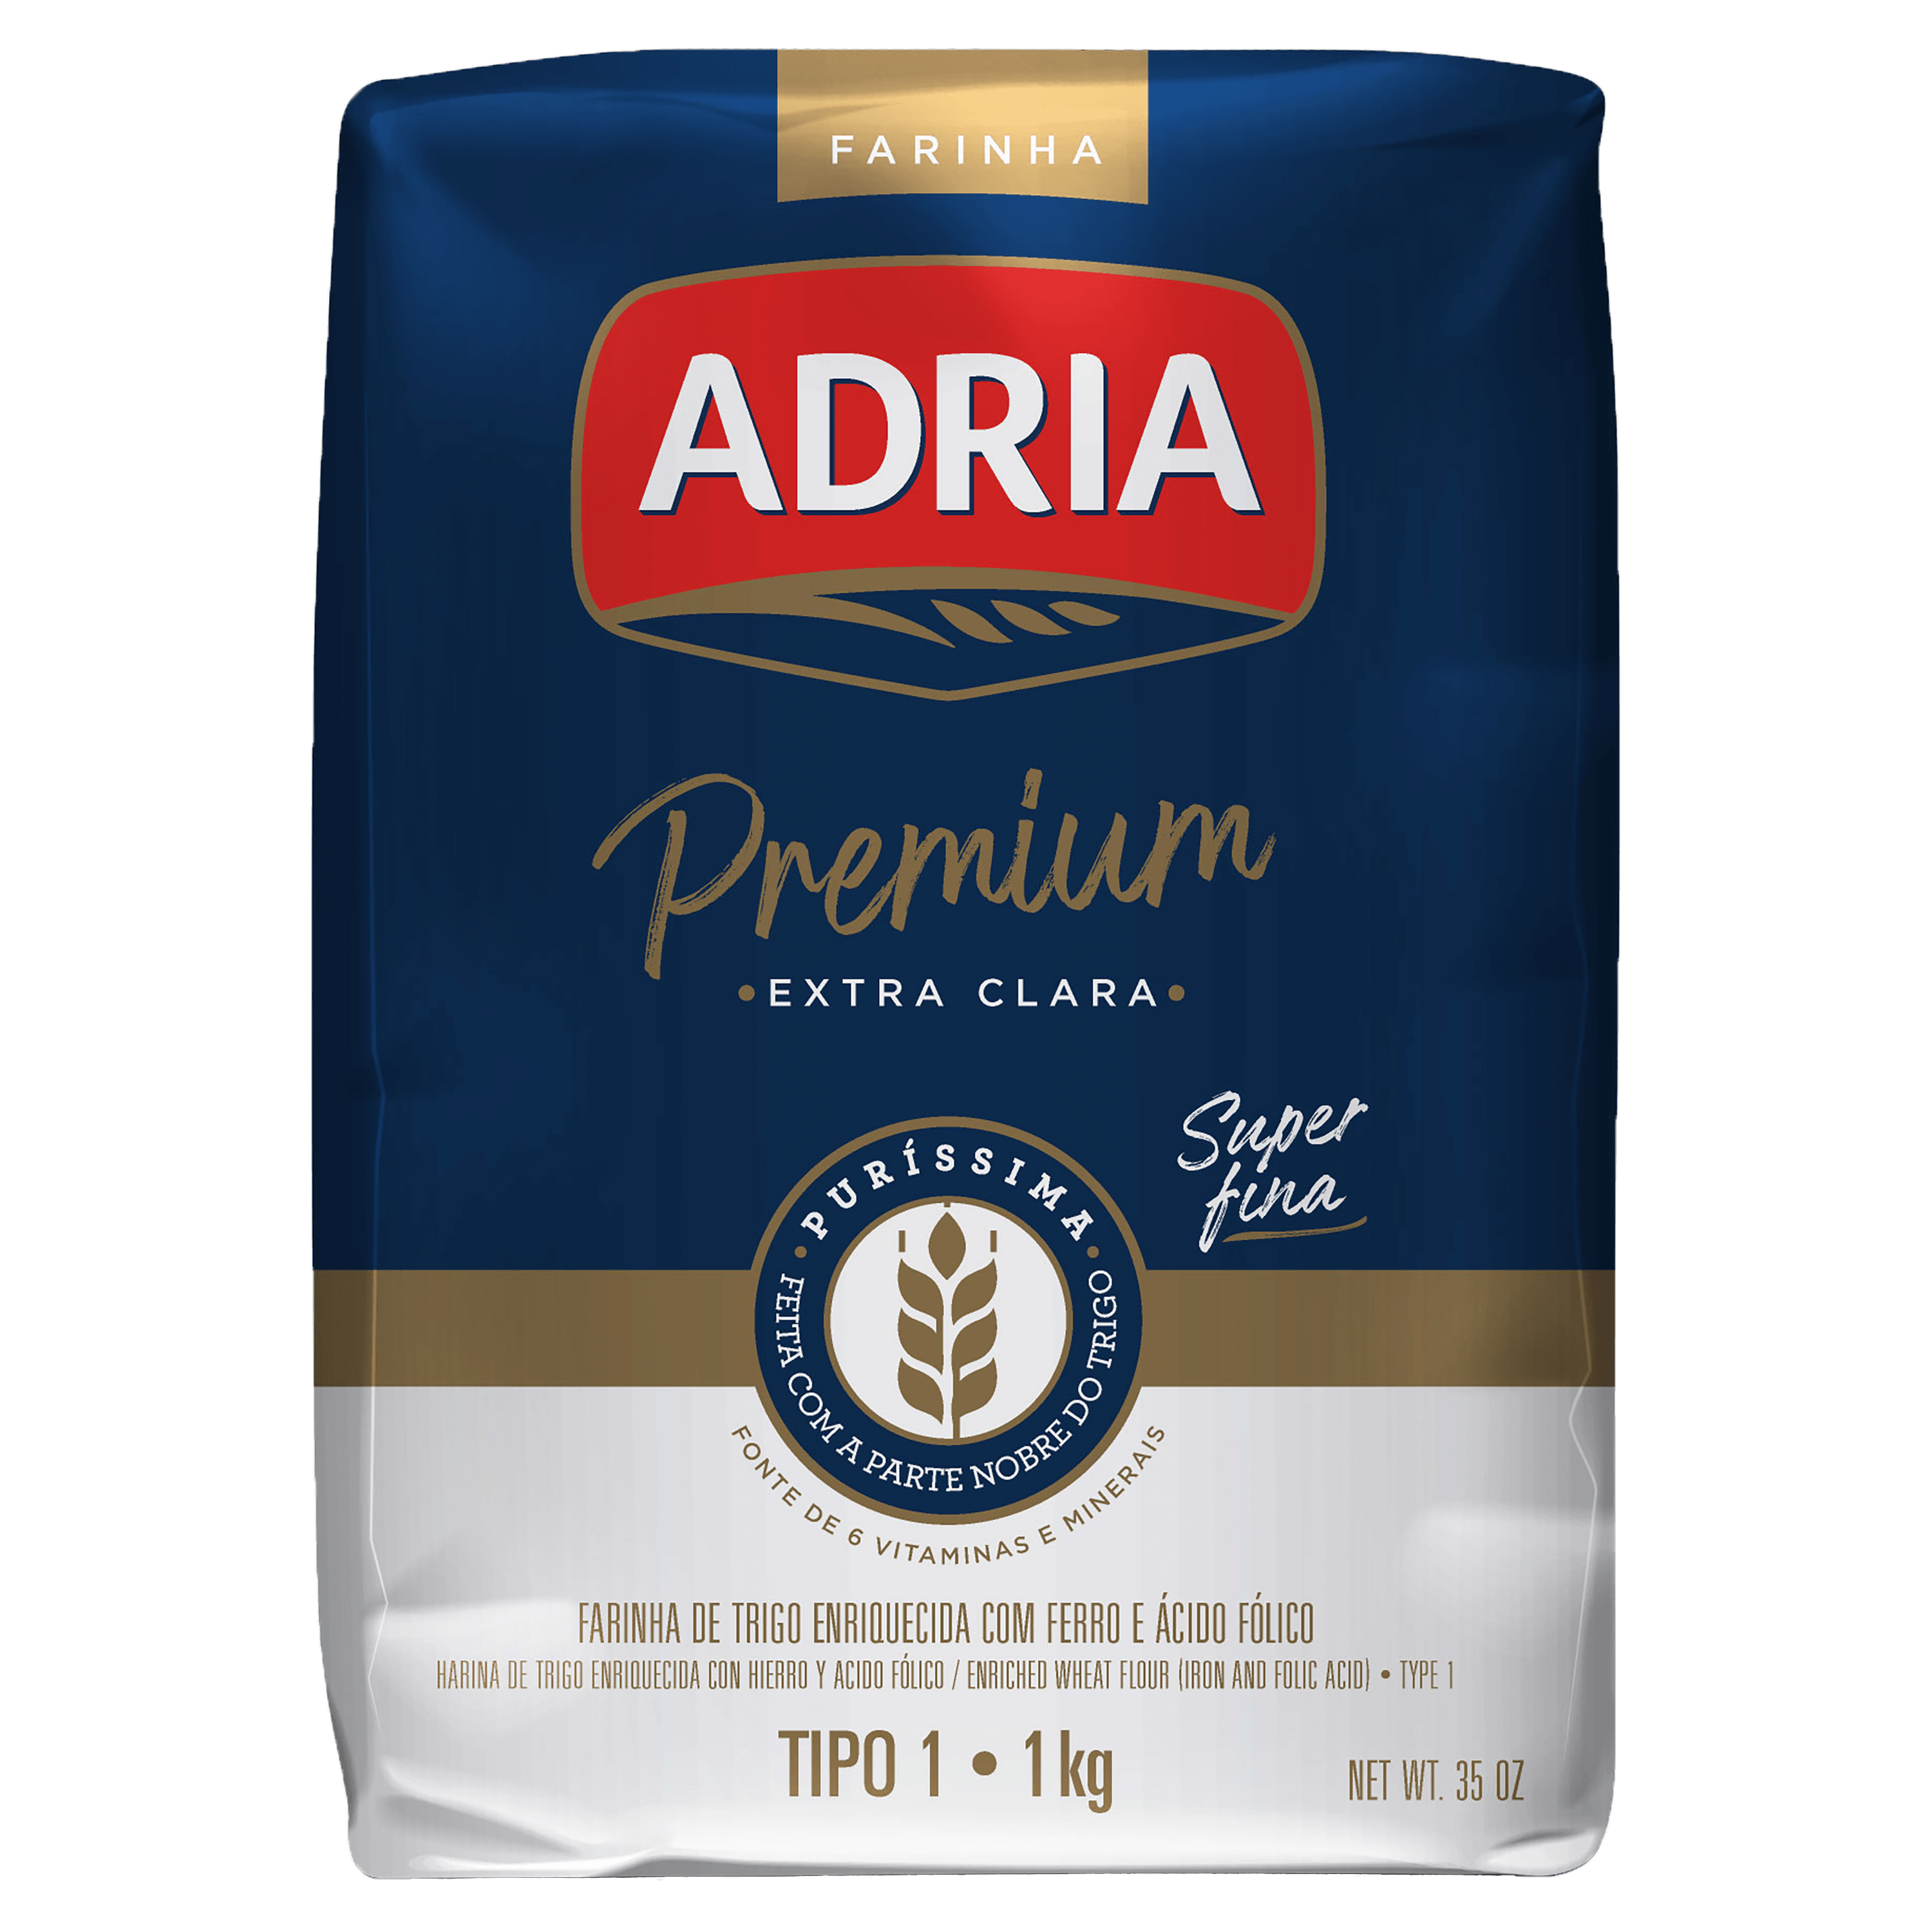 FARINHA
ADRIA
Premium
•EXTRA CLARA•
Super
fina
• PURÍSSIMA •
FEITA COM A PARTE NOBRE DO TRIGO
FONTE DE 6 VITAMINAS E MINERAIS
FARINHA DE TRIGO ENRIQUECIDA COM FERRO E ÁCIDO FÓLICO
HARINA DE TRIGO ENRIQUECIDA CON HIERRO Y ACIDO FÓLICO / ENRICHED WHEAT FLOUR (IRON AND FOLIC ACID) • TYPE 1
TIPO 1 • 1 kg
NET WT. 35 OZ